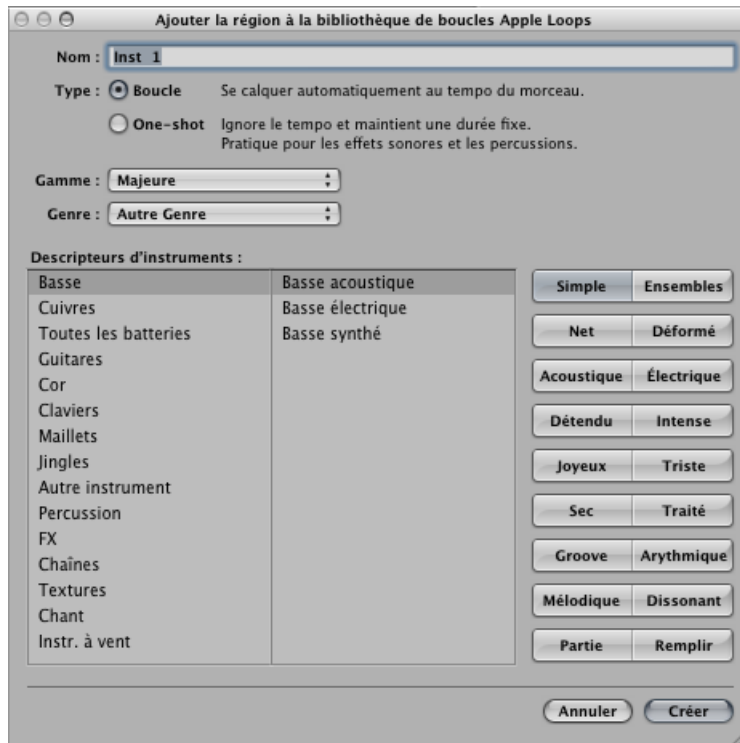 Ajouter la région à la bibliothèque de boucles Apple Loops
Nom : Inst 1
Type : Boucle Se calquer automatiquement au tempo du morceau.
One-shot Ignore le tempo et maintient une durée fixe.
Pratique pour les effets sonores et les percussions.
Gamme : Majeure
Genre : Autre Genre
Descripteurs d'instruments :
Basse Basse acoustique Simple Ensembles
Cuivres Basse électrique
Toutes les batteries Basse synthé Net Déformé
Guitares
Cor Acoustique Électrique
Claviers
Maillets Détendu Intense
Jingles Joyeux Triste
Autre instrument
Percussion Sec Traité
FX
Chaînes Groove Arythmique
Textures Mélodique Dissonant
Chant
Instr. à vent Partie Remplir
Annuler Créer